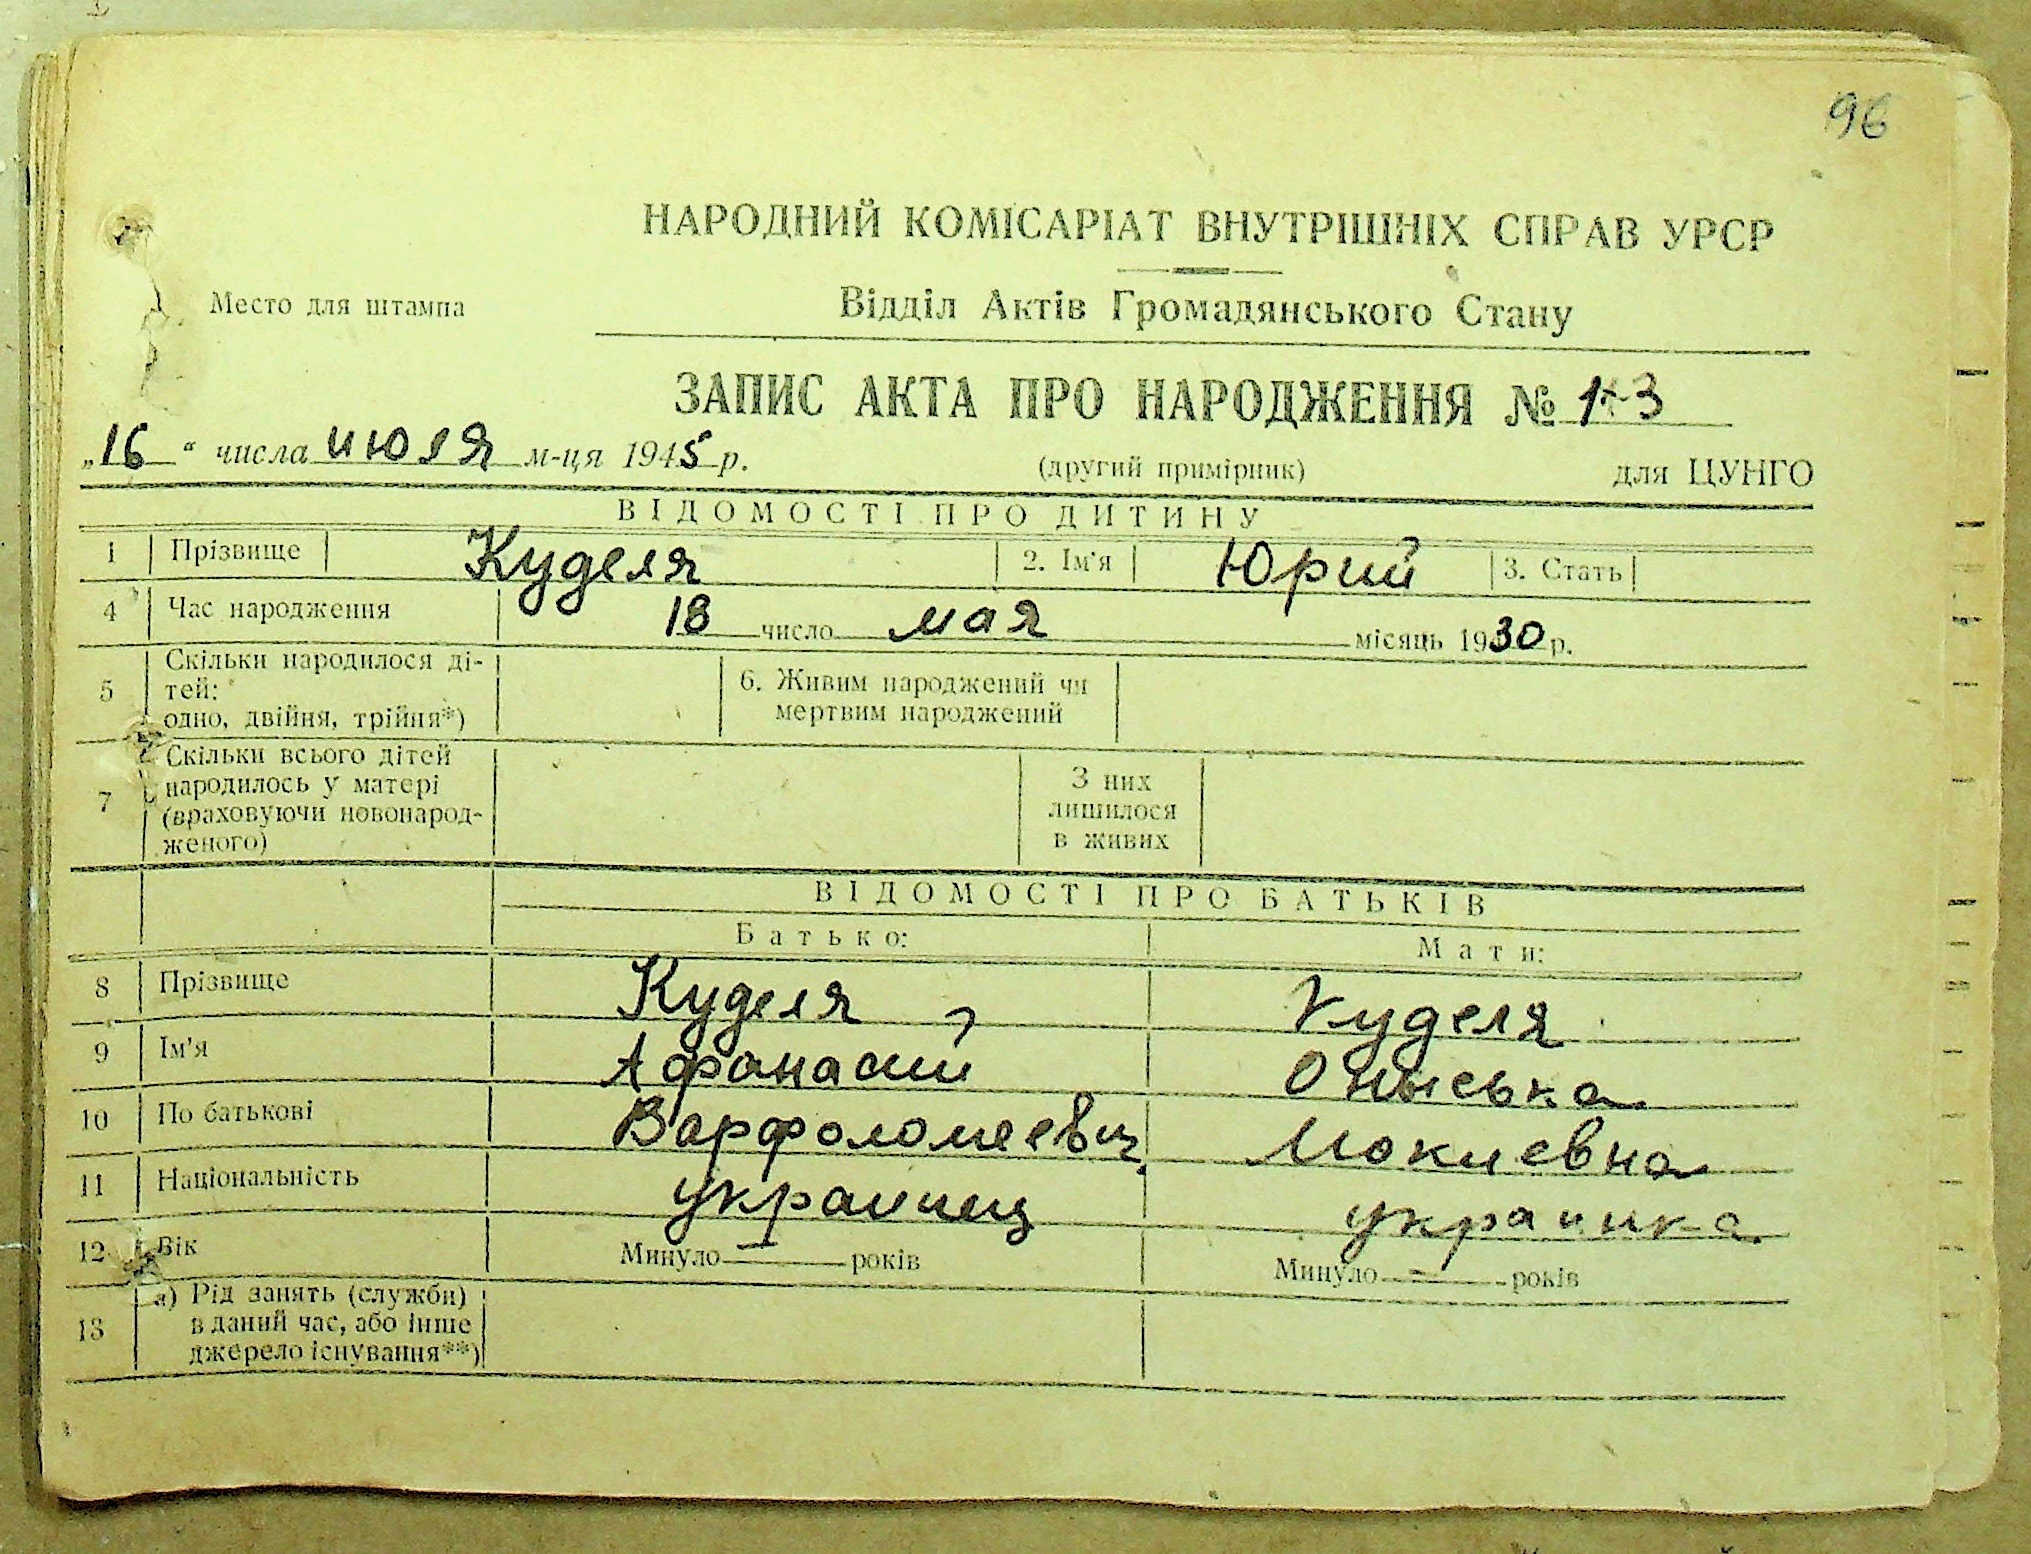 96
НАРОДНИЙ КОМІСАРІАТ ВНУТРІШНІХ СПРАВ УРСР
Место для штампа
Відділ Актів Громадянського Стану
ЗАПИС АКТА ПРО НАРОДЖЕННЯ №
„16“ числа июля м-ця 1945 р.
(другий примірник) для ЦУНГО
ВІДОМОСТІ ПРО ДИТИНУ
1 Прізвище Куделя 2. Ім'я Юрий 3. Стать
4 Час народження 18 число мая місяць 1930 р.
5 Скільки народилося ді-
тей:
одно, двійня, трійня*)
6. Живим народжений чи
мертвим народжений
7 Скільки всього дітей
народилось у матері
(враховуючи новонарод-
женого)
З них
лишилося
в живих
ВІДОМОСТІ ПРО БАТЬКІВ
Батько: Мати:
8 Прізвище Куделя Куделя
9 Ім'я Афанасий Оныська
10 По батькові Варфоломеевич Мокиевна
11 Національність украинец украинка
12 Вік Минуло — років Минуло — років
13 а) Рід занять (служби)
в даний час, або інше
джерело існування**)